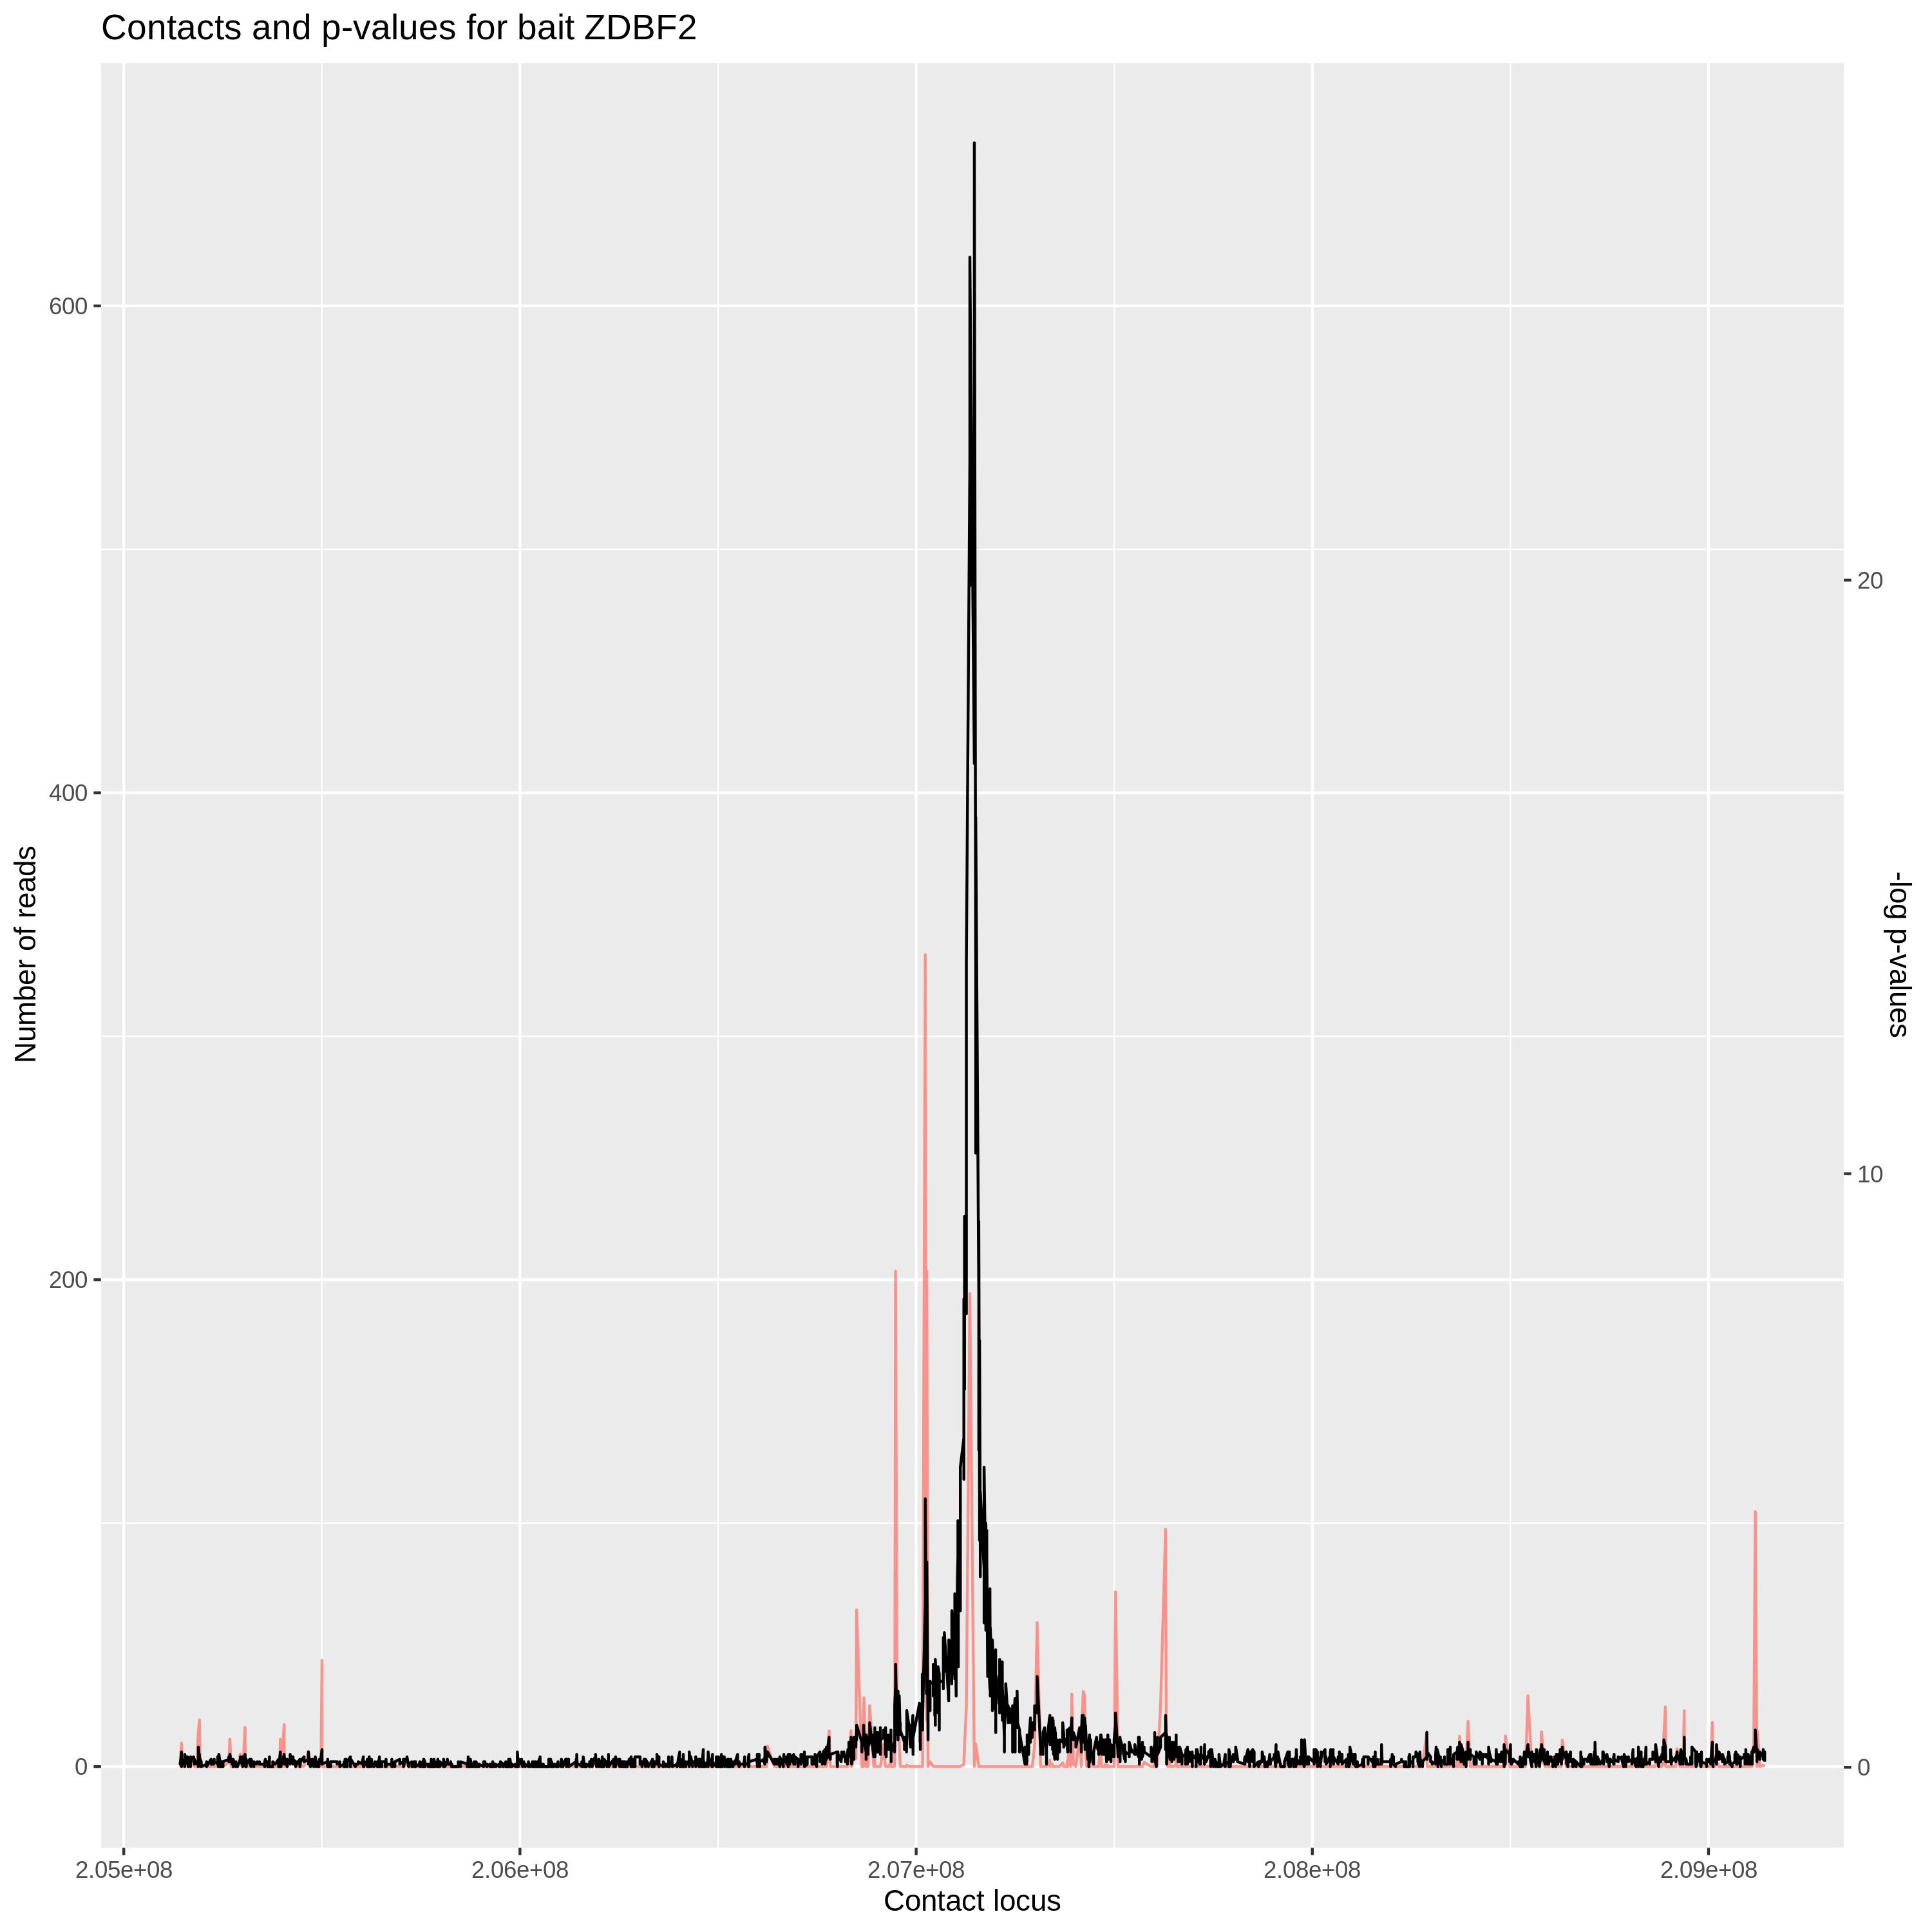 Contacts and p-values for bait ZDBF2
Number of reads
600
400
200
0
20
10
0
-log p-values
2.05e+08
2.06e+08
2.07e+08
2.08e+08
2.09e+08
Contact locus